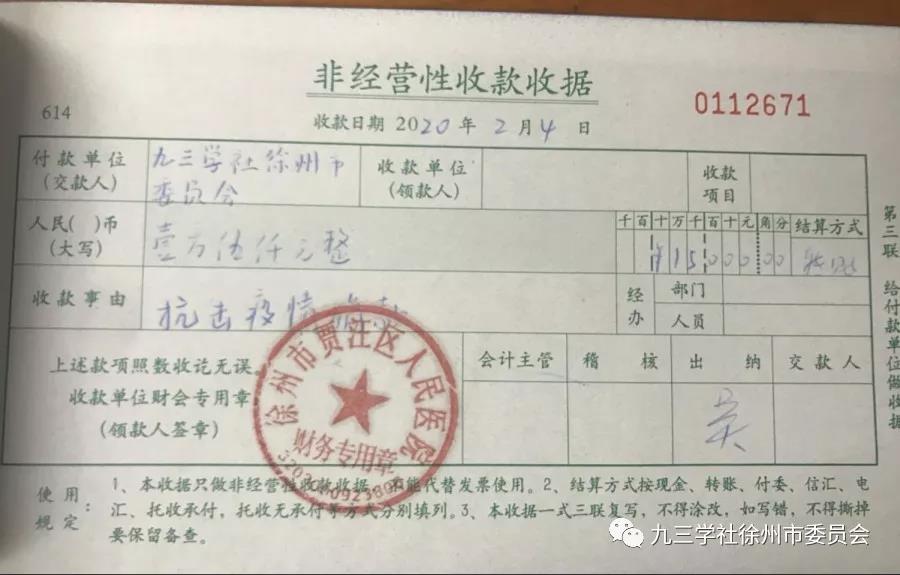 非经营性收款收据
614
0112671
收款日期 2020 年 2 月 4 日
付款单位 九三学社徐州市 收款单位 收款
(交款人) 委员会 (领款人) 项目
人民( )币 壹万伍仟元整 千百十万千百十元角分 结算方式
(大写) ¥1500000
收款事由 抗击疫情 经办 部门
人员
上述款项照数收讫无误 会计主管 稽核 出纳 交款人
收款单位财会专用章
(领款人签章)
徐州市贾汪区人民医院
财务专用章
第三联 给付款单位做收据
使用规定: 1、本收据只做非经营性收款收据,不能代替发票使用。2、结算方式按现金、转账、付委、信汇、电
汇、托收承付,托收无承付等方式分别填列。3、本收据一式三联复写,不得涂改,如写错,不得撕掉
要保留备查。
九三学社徐州市委员会